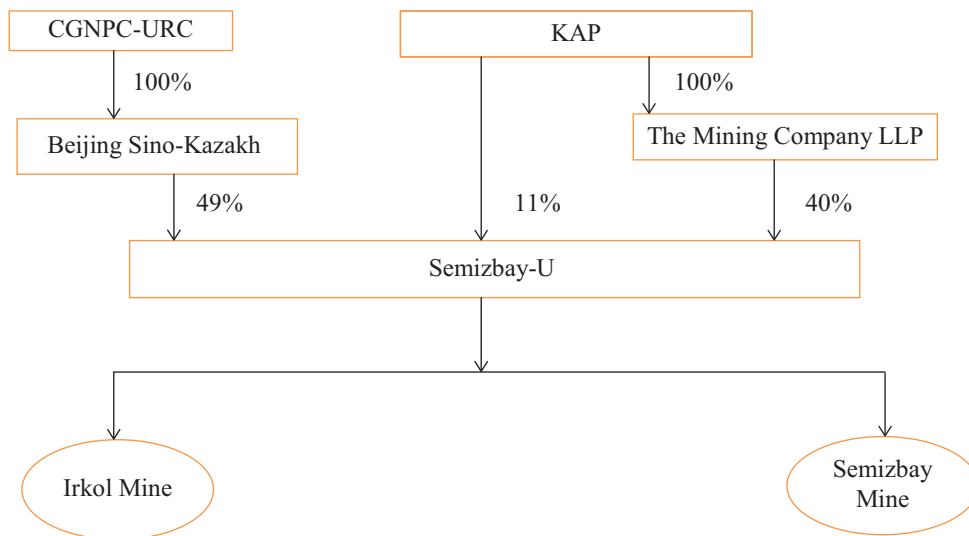 CGNPC-URC
KAP
100%
100%
Beijing Sino-Kazakh
The Mining Company LLP
49%
11%
40%
Semizbay-U
Irkol Mine
Semizbay
Mine